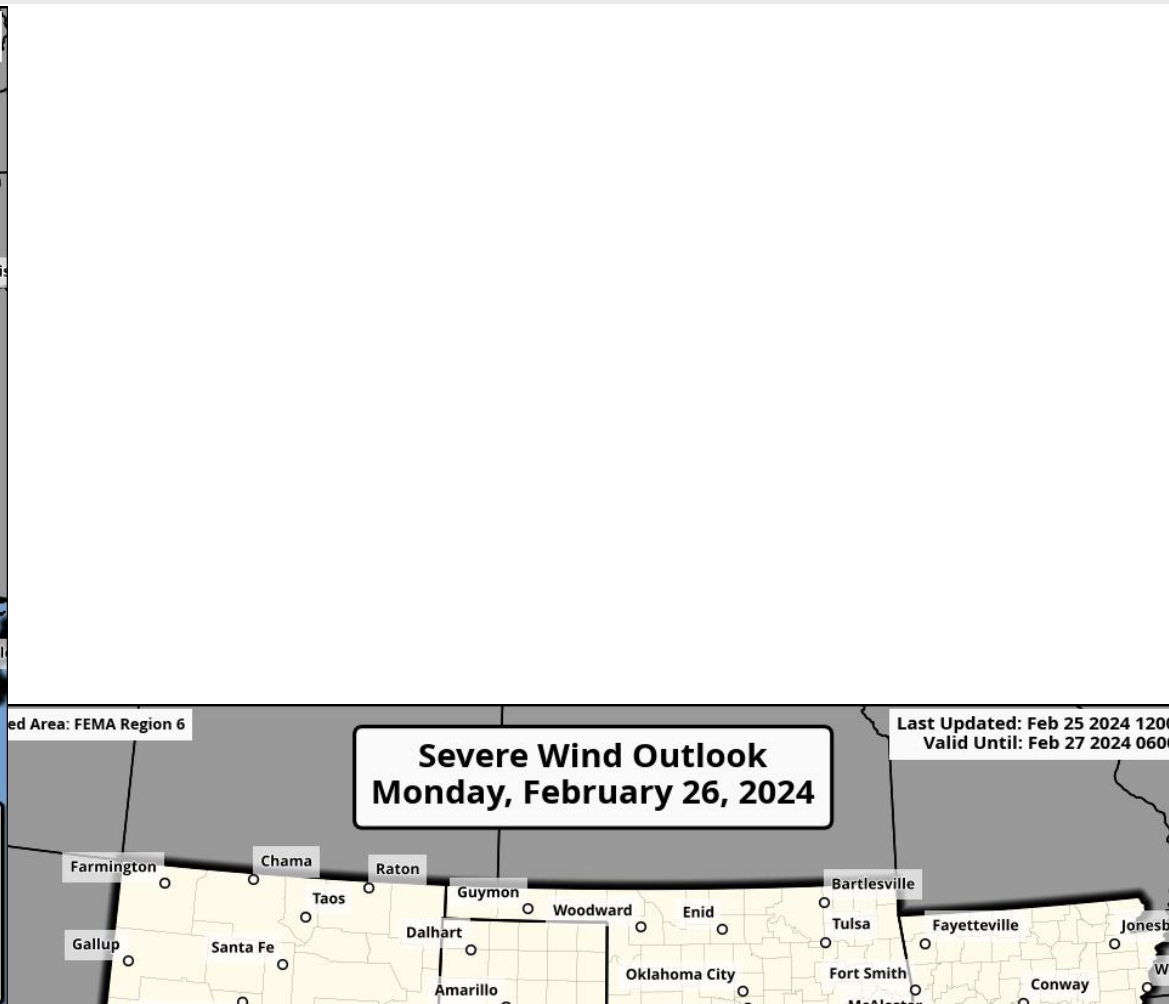 ed Area: FEMA Region 6
Severe Wind Outlook
Monday, February 26, 2024
Last Updated: Feb 25 2024 120
Valid Until: Feb 27 2024 060
Farmington
Chama
Raton
Taos
Guymon
Woodward
Enid
Bartlesville
Tulsa
Fayetteville
Jonesb
Gallup
Santa Fe
Dalhart
Amarillo
Oklahoma City
Fort Smith
McAlester
Conway
W